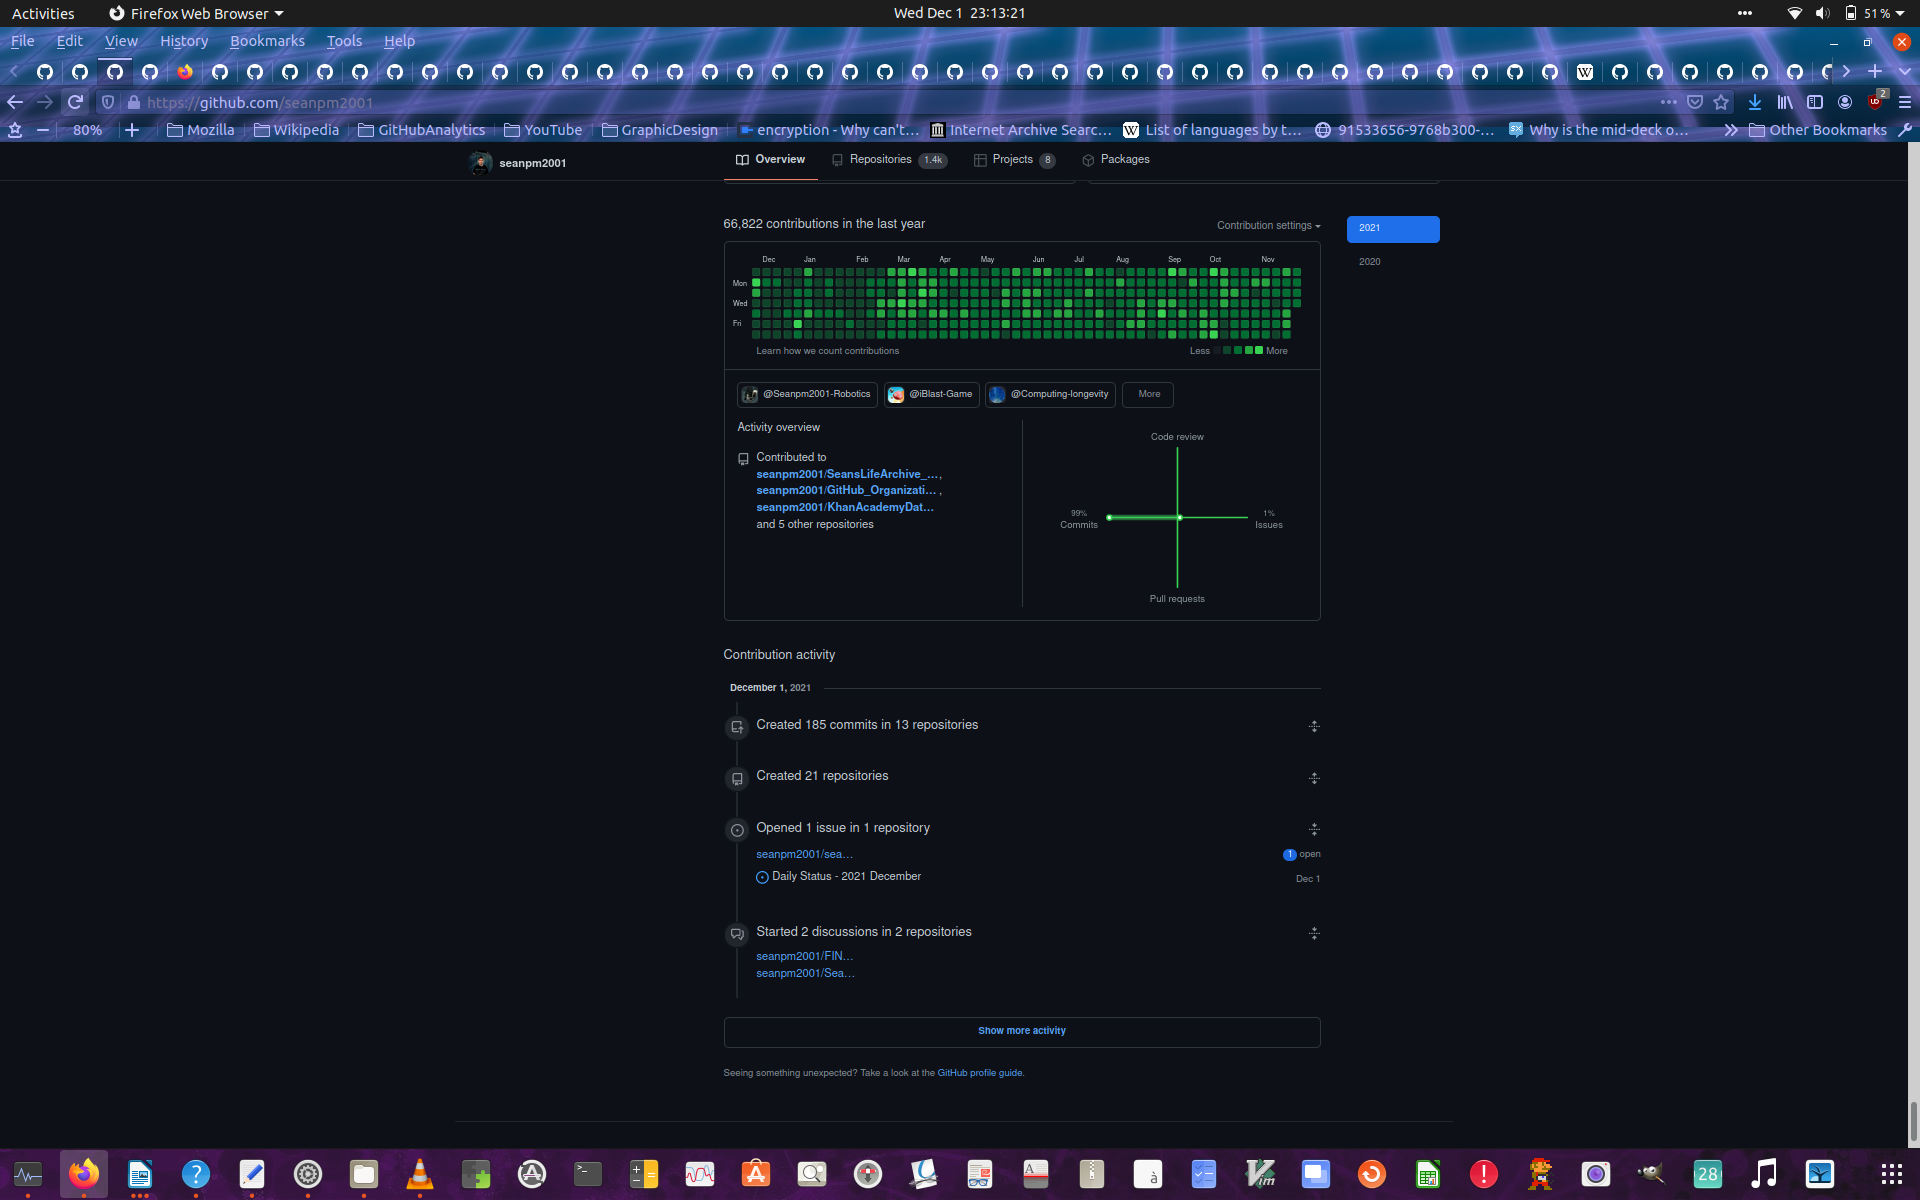 Activities
Firefox Web Browser
Wed Dec 1 23:13:21
51 %
File Edit View History Bookmarks Tools Help
https://github.com/seanpm2001
2
80%
Mozilla
Wikipedia
GitHubAnalytics
YouTube
GraphicDesign
encryption - Why can't…
Internet Archive Searc…
List of languages by t…
91533656-9768b300-…
Why is the mid-deck o…
Other Bookmarks
seanpm2001
Overview
Repositories 1.4k
Projects 8
Packages
66,822 contributions in the last year
Contribution settings
2021
2020
Dec Jan Feb Mar Apr May Jun Jul Aug Sep Oct Nov
Mon
Wed
Fri
Learn how we count contributions
Less
More
@Seanpm2001-Robotics
@iBlast-Game
@Computing-longevity
More
Activity overview
Contributed to
seanpm2001/SeansLifeArchive_…,
seanpm2001/GitHub_Organizati… ,
seanpm2001/KhanAcademyDat…
and 5 other repositories
Code review
99%
Commits
1%
Issues
Pull requests
Contribution activity
December 1, 2021
Created 185 commits in 13 repositories
Created 21 repositories
Opened 1 issue in 1 repository
seanpm2001/sea…
1 open
Daily Status - 2021 December
Dec 1
Started 2 discussions in 2 repositories
seanpm2001/FIN…
seanpm2001/Sea…
Show more activity
Seeing something unexpected? Take a look at the GitHub profile guide.
28